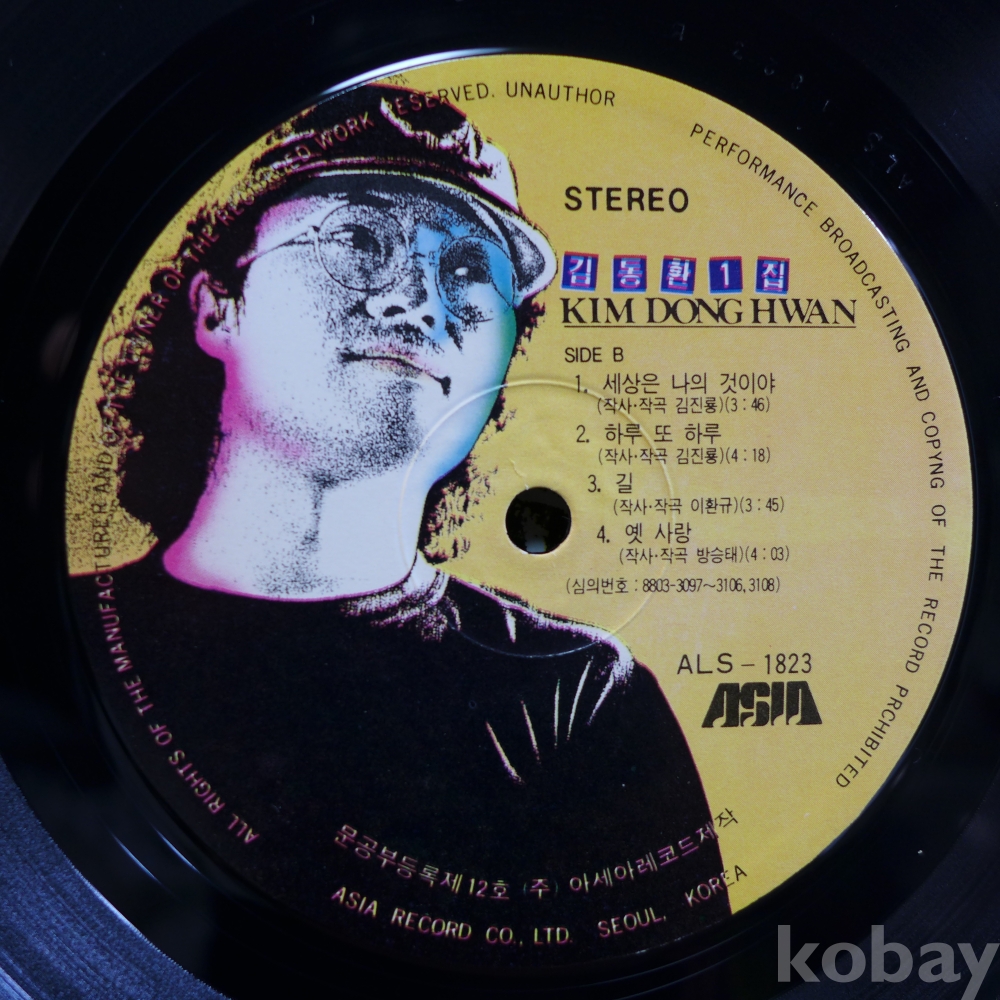 STEREO
김동환1집
KIM DONG HWAN
SIDE B
1. 세상은 나의 것이야
(작사·작곡 김진룡)(3:46)
2. 하루 또 하루
(작사·작곡 김진룡)(4:18)
3. 길
(작사·작곡 이환규)(3:45)
4. 옛 사랑
(작사·작곡 방승태)(4:03)
(심의번호 : 8803-3097~3106, 3108)
ALS-1823
ASIA
ALL RIGHTS OF THE MANUFACTURER AND OF THE OWNER OF THE RECORDED WORK RESERVED. UNAUTHOR
PERFORMANCE BROADCASTING AND COPYNG OF THE RECORD PRCHIBITED
문공부등록제12호 (주) 아세아레코드제작
ASIA RECORD CO., LTD. SEOUL, KOREA
kobay